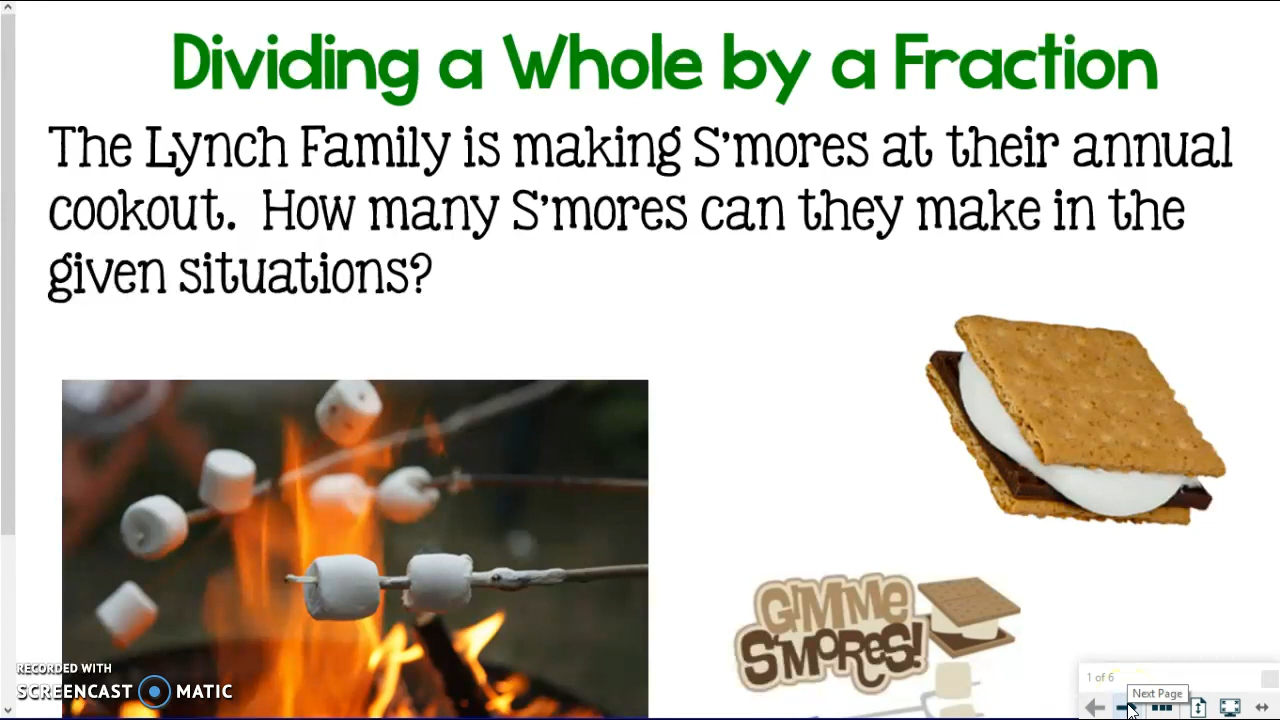 Dividing a Whole by a Fraction
The Lynch Family is making S'mores at their annual
cookout. How many S'mores can they make in the
given situations?
GIMME
S'MORES!
RECORDED WITH
SCREENCAST MATIC
1 of 6
Next Page